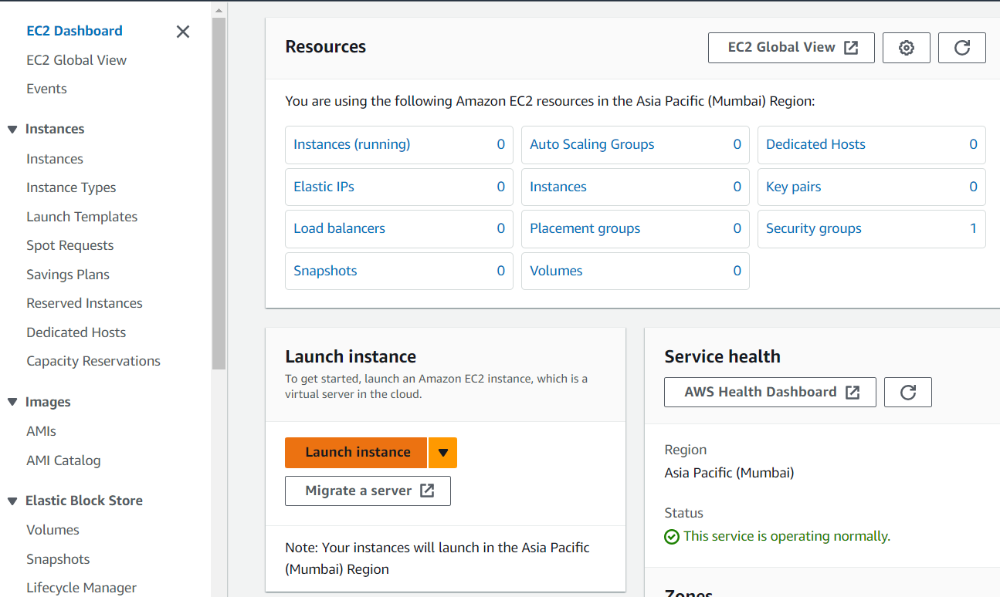 EC2 Dashboard
EC2 Global View
Events
Instances
Instances
Instance Types
Launch Templates
Spot Requests
Savings Plans
Reserved Instances
Dedicated Hosts
Capacity Reservations
Images
AMIs
AMI Catalog
Elastic Block Store
Volumes
Snapshots
Lifecycle Manager
Resources
EC2 Global View
You are using the following Amazon EC2 resources in the Asia Pacific (Mumbai) Region:
Instances (running) 0
Auto Scaling Groups 0
Dedicated Hosts 0
Elastic IPs 0
Instances 0
Key pairs 0
Load balancers 0
Placement groups 0
Security groups 1
Snapshots 0
Volumes 0
Launch instance
To get started, launch an Amazon EC2 instance, which is a
virtual server in the cloud.
Launch instance
Migrate a server
Note: Your instances will launch in the Asia Pacific
(Mumbai) Region
Service health
AWS Health Dashboard
Region
Asia Pacific (Mumbai)
Status
This service is operating normally.
Zones